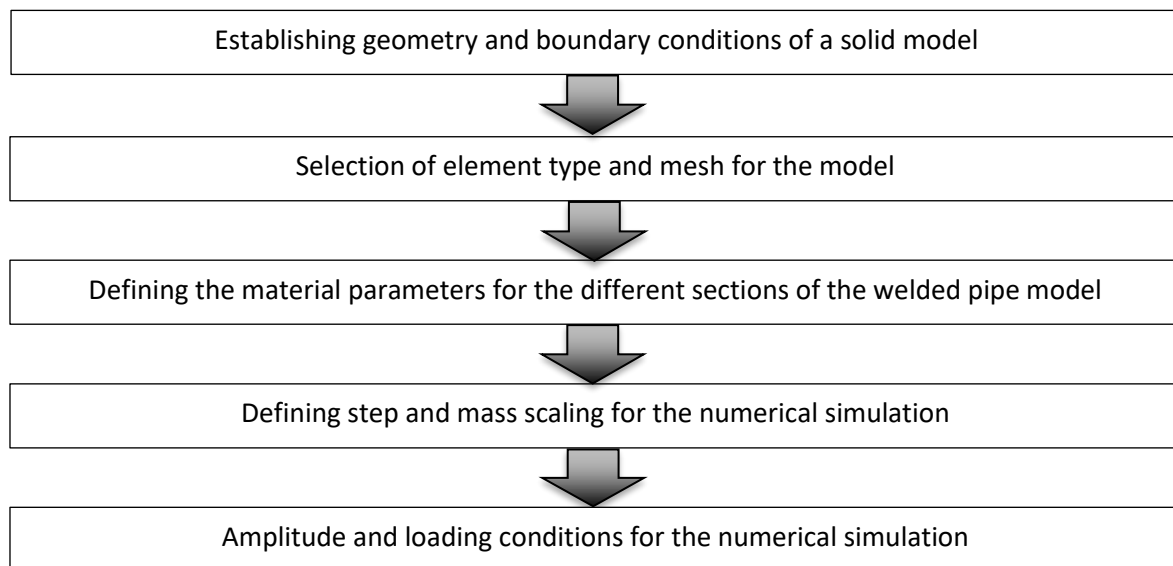 Establishing geometry and boundary conditions of a solid model
Selection of element type and mesh for the model
Defining the material parameters for the different sections of the welded pipe model
Defining step and mass scaling for the numerical simulation
Amplitude and loading conditions for the numerical simulation